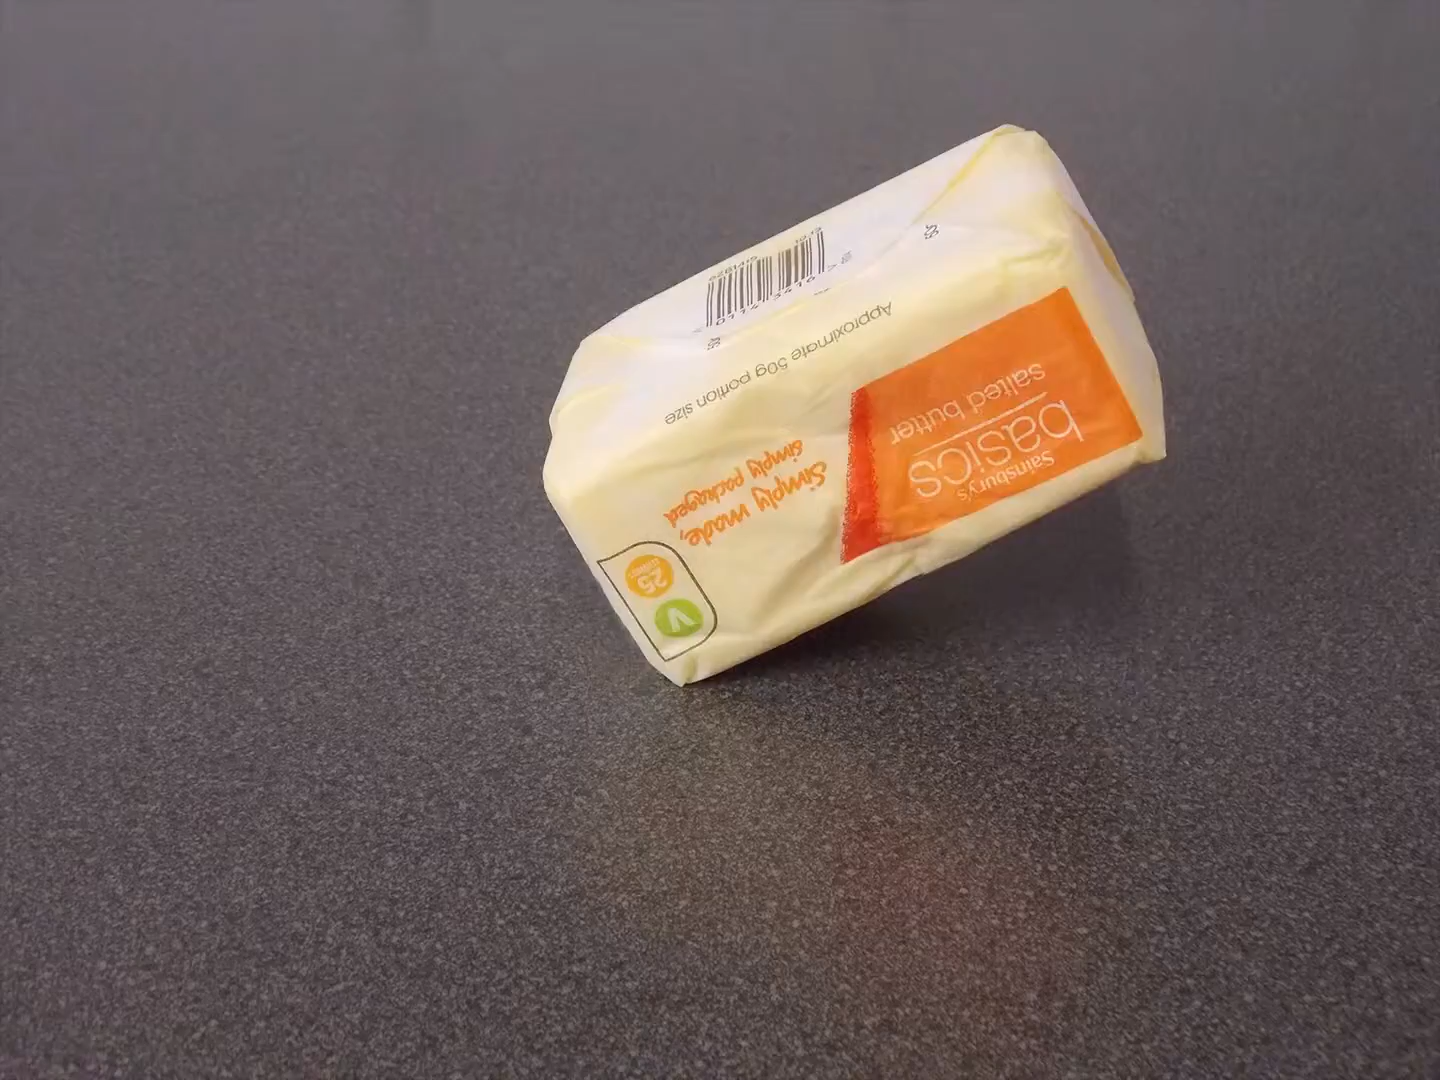 Sainsbury's
basics
salted butter
Simply made,
simply packaged
25
V
Approximate 50g portion size